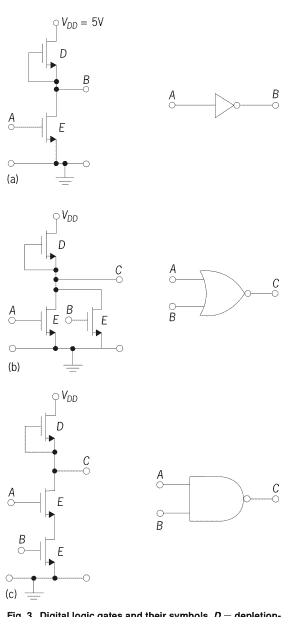 V_DD = 5V
D
B
A
E
A
B
(a)
V_DD
D
C
A
E
B
E
A
B
C
(b)
V_DD
D
C
A
E
B
E
A
B
C
(c)
Fig. 3 Digital logic gates and their symbols. D = depletion-